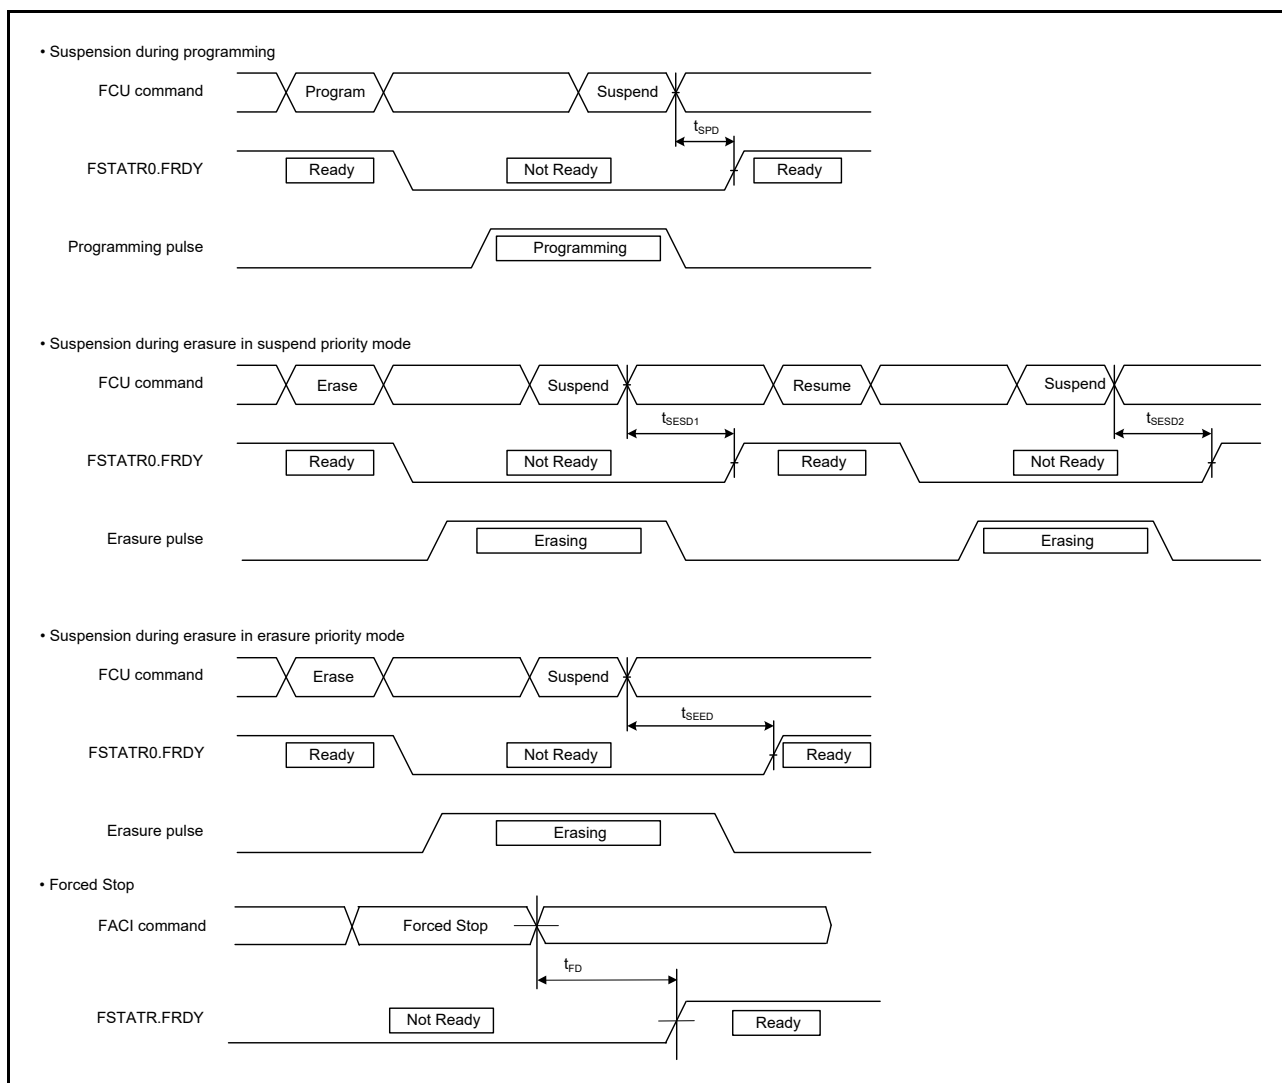 • Suspension during programming
FCU command Program Suspend
tSPD
FSTATR0.FRDY Ready Not Ready Ready
Programming pulse Programming
• Suspension during erasure in suspend priority mode
FCU command Erase Suspend Resume Suspend
tSESD1 tSESD2
FSTATR0.FRDY Ready Not Ready Ready Not Ready
Erasure pulse Erasing Erasing
• Suspension during erasure in erasure priority mode
FCU command Erase Suspend
tSEED
FSTATR0.FRDY Ready Not Ready Ready
Erasure pulse Erasing
• Forced Stop
FACI command Forced Stop
tFD
FSTATR.FRDY Not Ready Ready